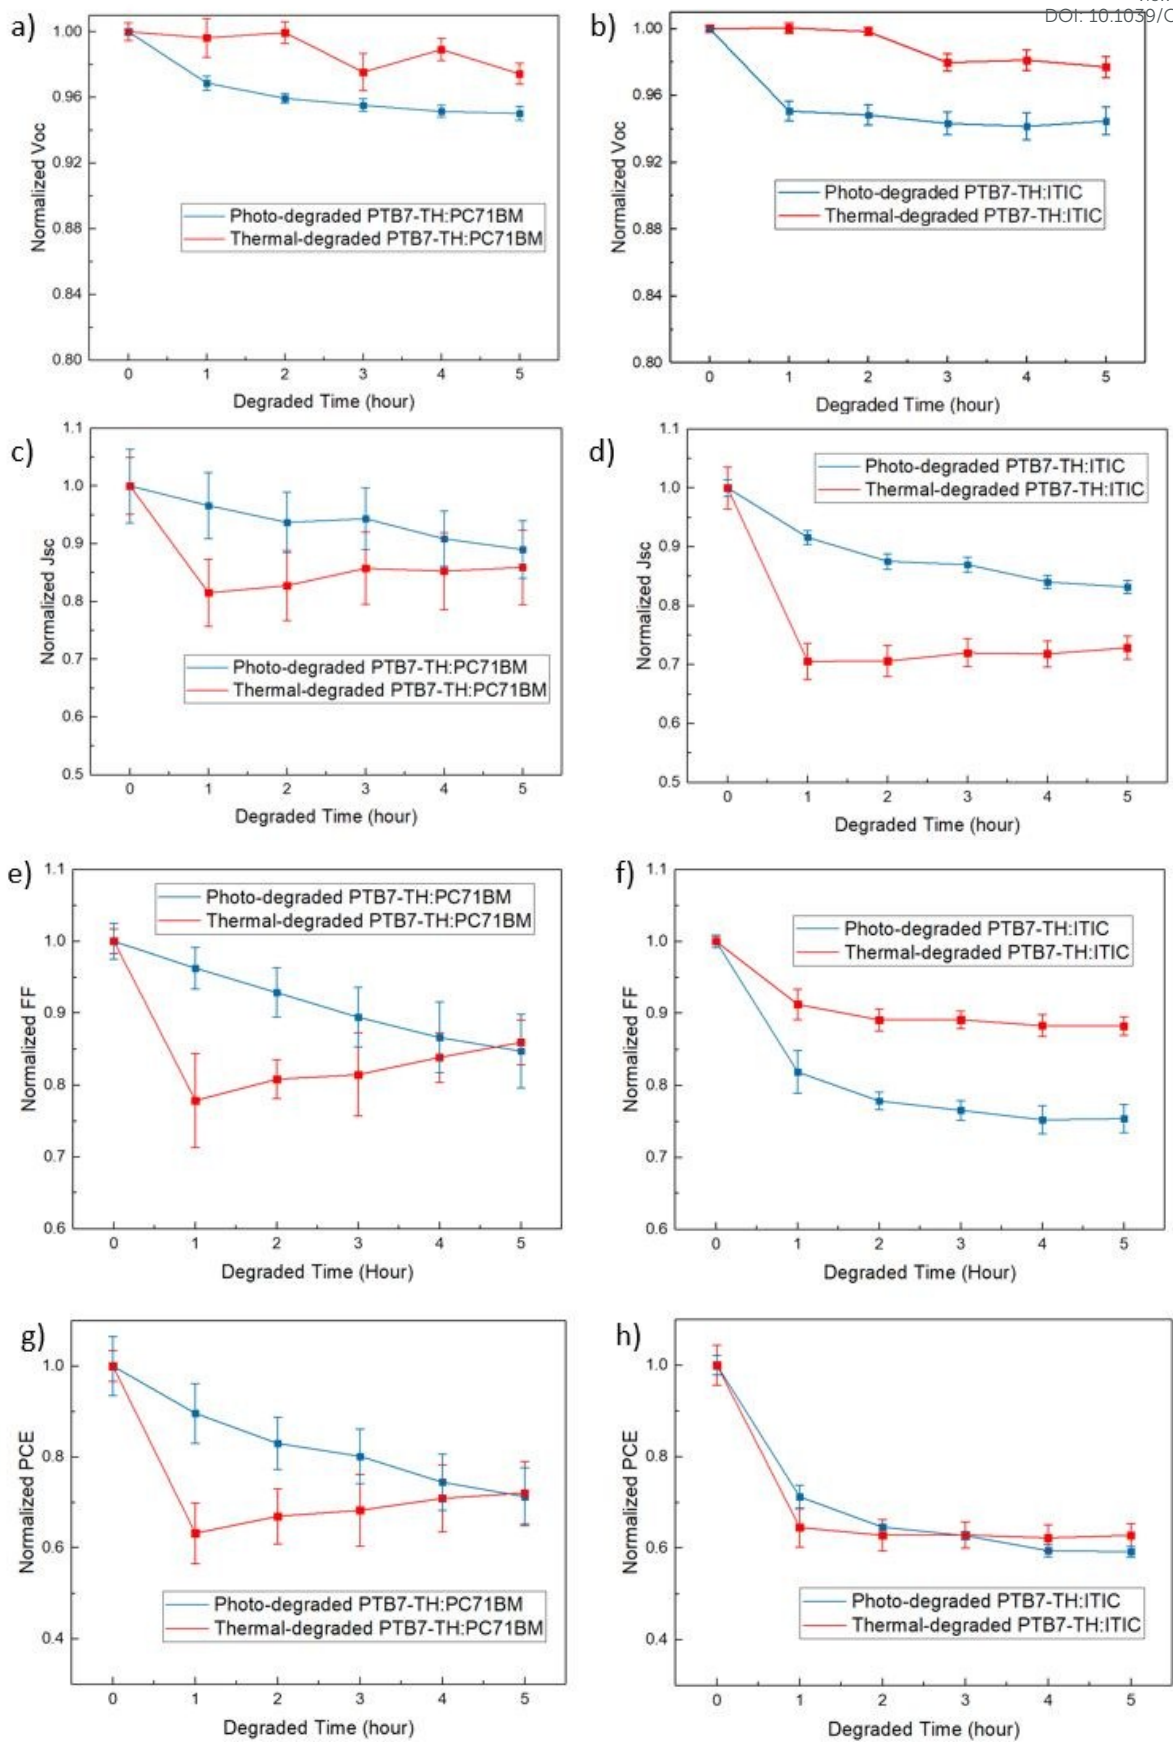 DOI: 10.1039/C
a)
1.00
0.96
0.92
0.88
0.84
0.80
Normalized Voc
Photo-degraded PTB7-TH:PC71BM
Thermal-degraded PTB7-TH:PC71BM
0 1 2 3 4 5
Degraded Time (hour)
b)
1.00
0.96
0.92
0.88
0.84
0.80
Normalized Voc
Photo-degraded PTB7-TH:ITIC
Thermal-degraded PTB7-TH:ITIC
0 1 2 3 4 5
Degraded Time (hour)
c)
1.1
1.0
0.9
0.8
0.7
0.6
0.5
Normalized Jsc
Photo-degraded PTB7-TH:PC71BM
Thermal-degraded PTB7-TH:PC71BM
0 1 2 3 4 5
Degraded Time (hour)
d)
1.1
1.0
0.9
0.8
0.7
0.6
0.5
Normalized Jsc
Photo-degraded PTB7-TH:ITIC
Thermal-degraded PTB7-TH:ITIC
0 1 2 3 4 5
Degraded Time (hour)
e)
1.1
1.0
0.9
0.8
0.7
0.6
Normalized FF
Photo-degraded PTB7-TH:PC71BM
Thermal-degraded PTB7-TH:PC71BM
0 1 2 3 4 5
Degraded Time (Hour)
f)
1.1
1.0
0.9
0.8
0.7
0.6
Normalized FF
Photo-degraded PTB7-TH:ITIC
Thermal-degraded PTB7-TH:ITIC
0 1 2 3 4 5
Degraded Time (Hour)
g)
1.0
0.8
0.6
0.4
Normalized PCE
Photo-degraded PTB7-TH:PC71BM
Thermal-degraded PTB7-TH:PC71BM
0 1 2 3 4 5
Degraded Time (hour)
h)
1.0
0.8
0.6
0.4
Normalized PCE
Photo-degraded PTB7-TH:ITIC
Thermal-degraded PTB7-TH:ITIC
0 1 2 3 4 5
Degraded Time (hour)